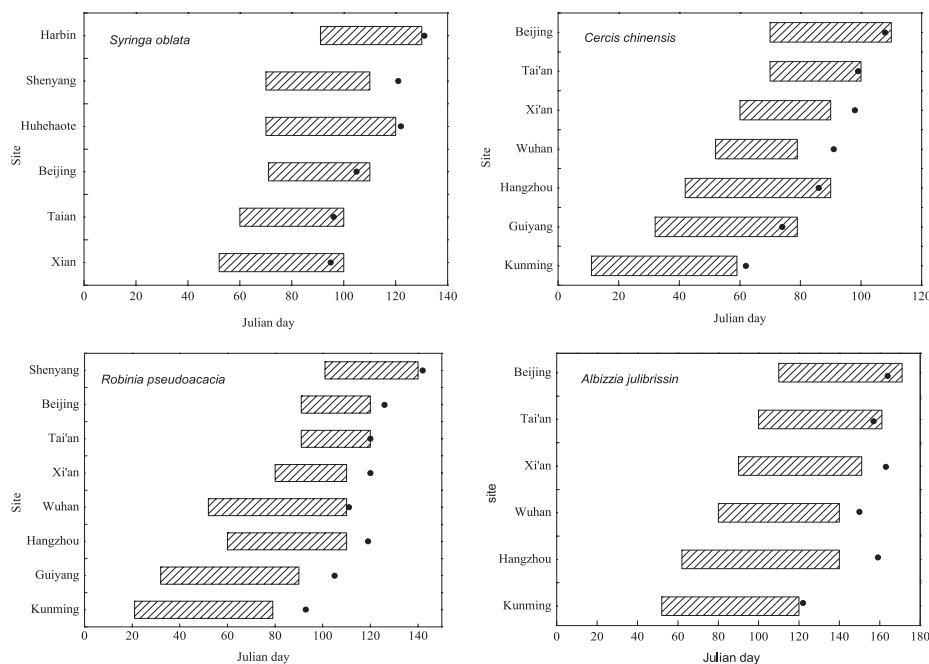 Syringa oblata
Harbin
Shenyang
Huhehaote
Beijing
Taian
Xian
Site
0 20 40 60 80 100 120 140
Julian day
Cercis chinensis
Beijing
Tai'an
Xi'an
Wuhan
Hangzhou
Guiyang
Kunming
Site
0 20 40 60 80 100 120
Julian day
Robinia pseudoacacia
Shenyang
Beijing
Tai'an
Xi'an
Wuhan
Hangzhou
Guiyang
Kunming
Site
0 20 40 60 80 100 120 140
Julian day
Albizzia julibrissin
Beijing
Tai'an
Xi'an
Wuhan
Hangzhou
Kunming
site
0 20 40 60 80 100 120 140 160 180
Julian day